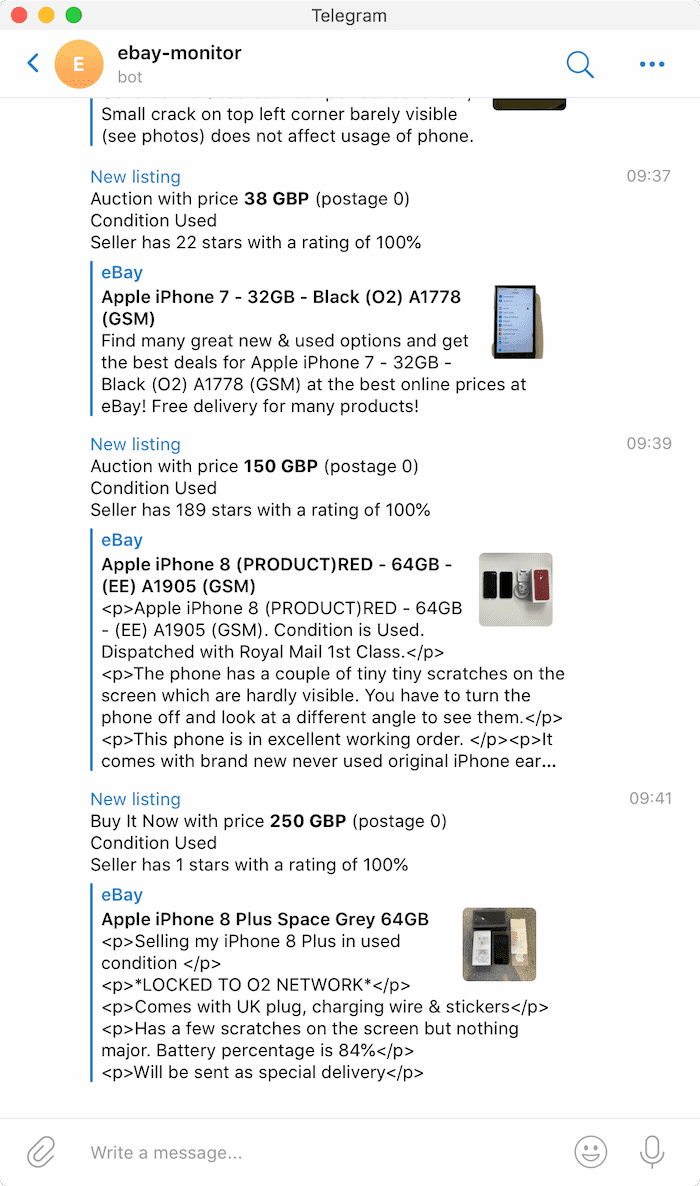 Telegram
E
ebay-monitor
bot
Small crack on top left corner barely visible
(see photos) does not affect usage of phone.
New listing 09:37
Auction with price 38 GBP (postage 0)
Condition Used
Seller has 22 stars with a rating of 100%
eBay
Apple iPhone 7 - 32GB - Black (O2) A1778
(GSM)
Find many great new & used options and get
the best deals for Apple iPhone 7 - 32GB -
Black (O2) A1778 (GSM) at the best online prices at
eBay! Free delivery for many products!
New listing 09:39
Auction with price 150 GBP (postage 0)
Condition Used
Seller has 189 stars with a rating of 100%
eBay
Apple iPhone 8 (PRODUCT)RED - 64GB -
(EE) A1905 (GSM)
<p>Apple iPhone 8 (PRODUCT)RED - 64GB
- (EE) A1905 (GSM). Condition is Used.
Dispatched with Royal Mail 1st Class.</p>
<p>The phone has a couple of tiny tiny scratches on the
screen which are hardly visible. You have to turn the
phone off and look at a different angle to see them.</p>
<p>This phone is in excellent working order. </p><p>It
comes with brand new never used original iPhone ear...
New listing 09:41
Buy It Now with price 250 GBP (postage 0)
Condition Used
Seller has 1 stars with a rating of 100%
eBay
Apple iPhone 8 Plus Space Grey 64GB
<p>Selling my iPhone 8 Plus in used
condition </p>
<p>*LOCKED TO O2 NETWORK*</p>
<p>Comes with UK plug, charging wire & stickers</p>
<p>Has a few scratches on the screen but nothing
major. Battery percentage is 84%</p>
<p>Will be sent as special delivery</p>
Write a message...